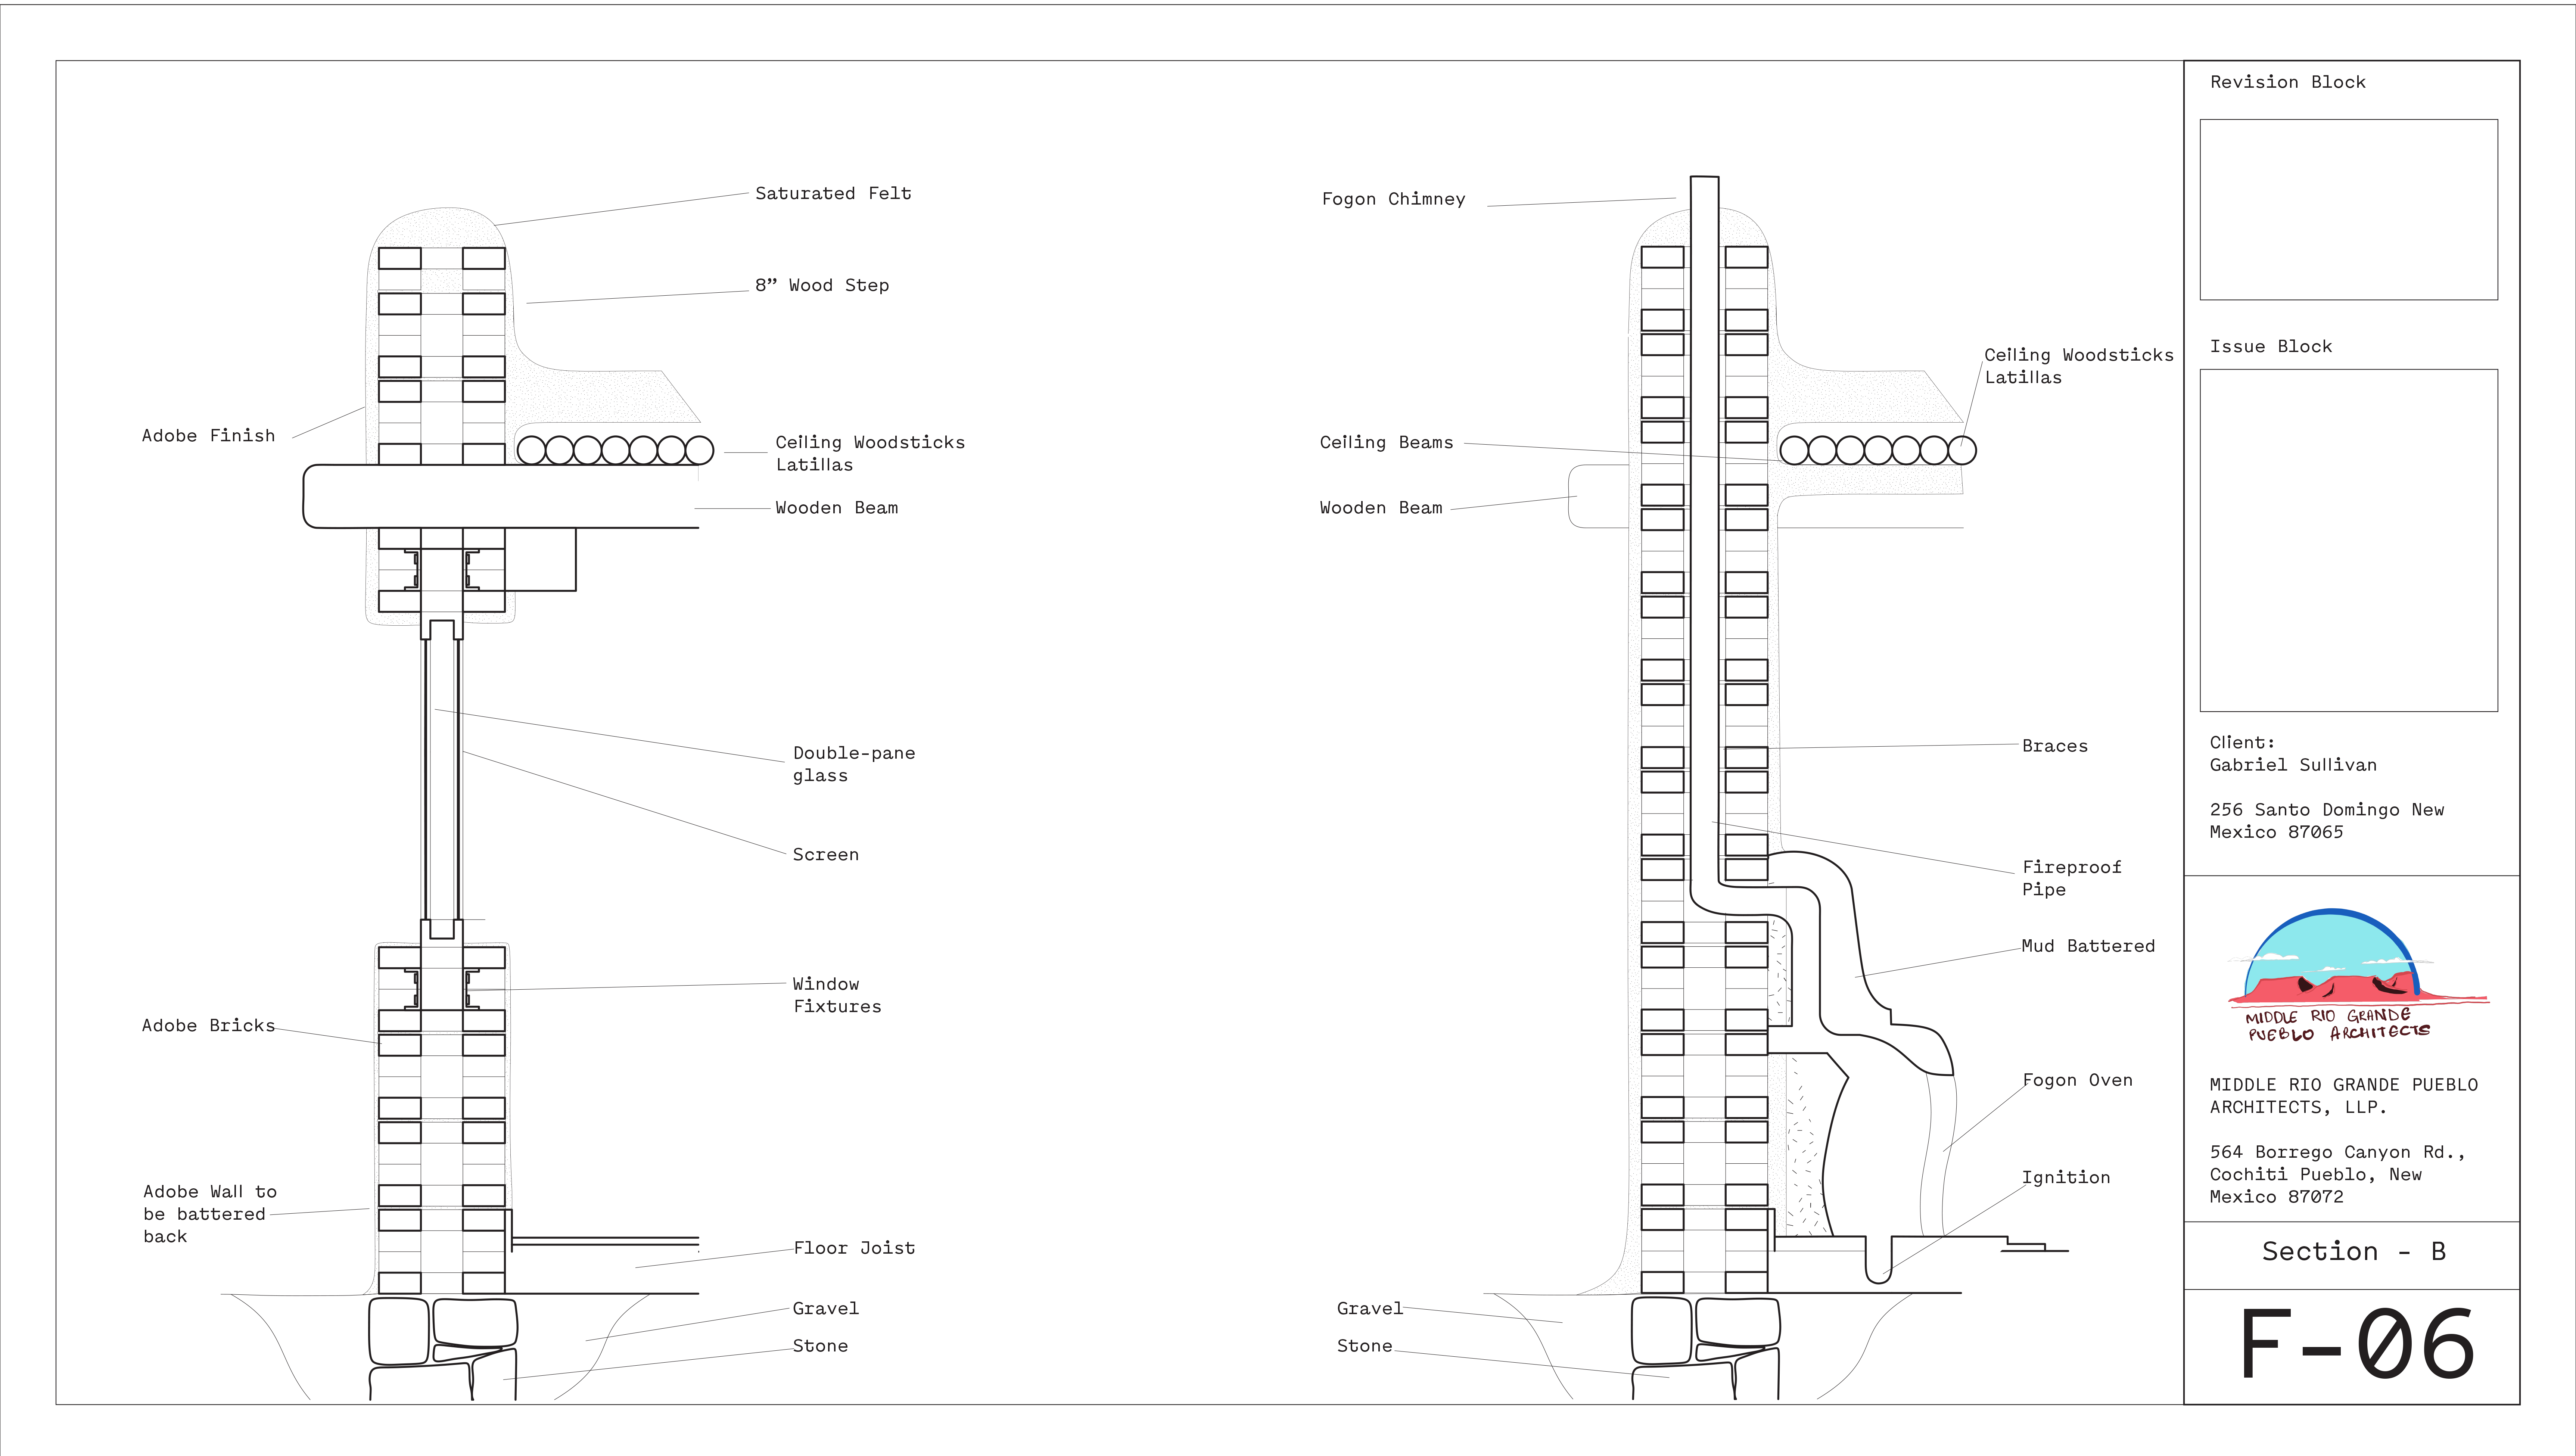 Saturated Felt
8” Wood Step
Adobe Finish
Ceiling Woodsticks
Latillas
Wooden Beam
Double-pane
glass
Screen
Window
Fixtures
Adobe Bricks
Adobe Wall to
be battered
back
Floor Joist
Gravel
Stone
Fogon Chimney
Ceiling Woodsticks
Latillas
Ceiling Beams
Wooden Beam
Braces
Fireproof
Pipe
Mud Battered
Fogon Oven
Ignition
Gravel
Stone
Revision Block
Issue Block
Client:
Gabriel Sullivan
256 Santo Domingo New
Mexico 87065
MIDDLE RIO GRANDE
PUEBLO ARCHITECTS
MIDDLE RIO GRANDE PUEBLO
ARCHITECTS, LLP.
564 Borrego Canyon Rd.,
Cochiti Pueblo, New
Mexico 87072
Section - B
F-06